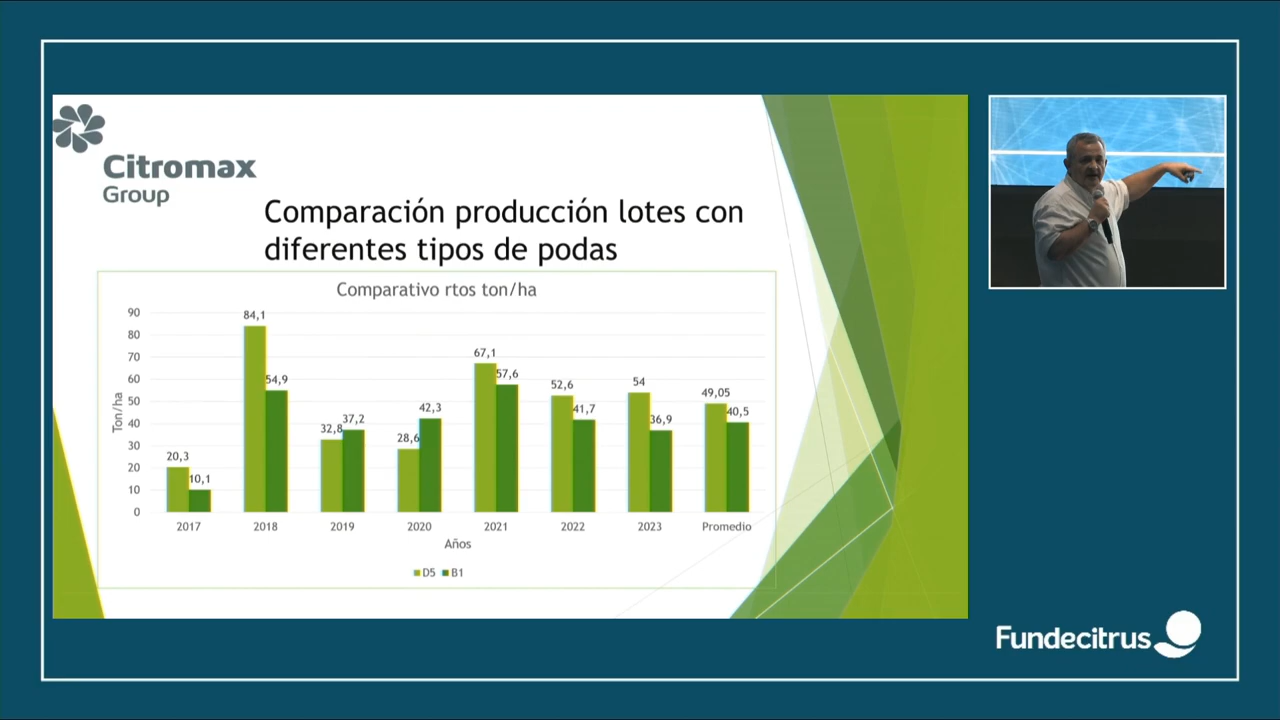 Citromax
Group
Comparación producción lotes con
diferentes tipos de podas
Comparativo rtos ton/ha
Ton/ha
90
80
70
60
50
40
30
20
10
0
20,3
10,1
84,1
54,9
32,8
37,2
28,6
42,3
67,1
57,6
52,6
41,7
54
36,9
49,05
40,5
2017 2018 2019 2020 2021 2022 2023 Promedio
Años
D5 B1
Fundecitrus